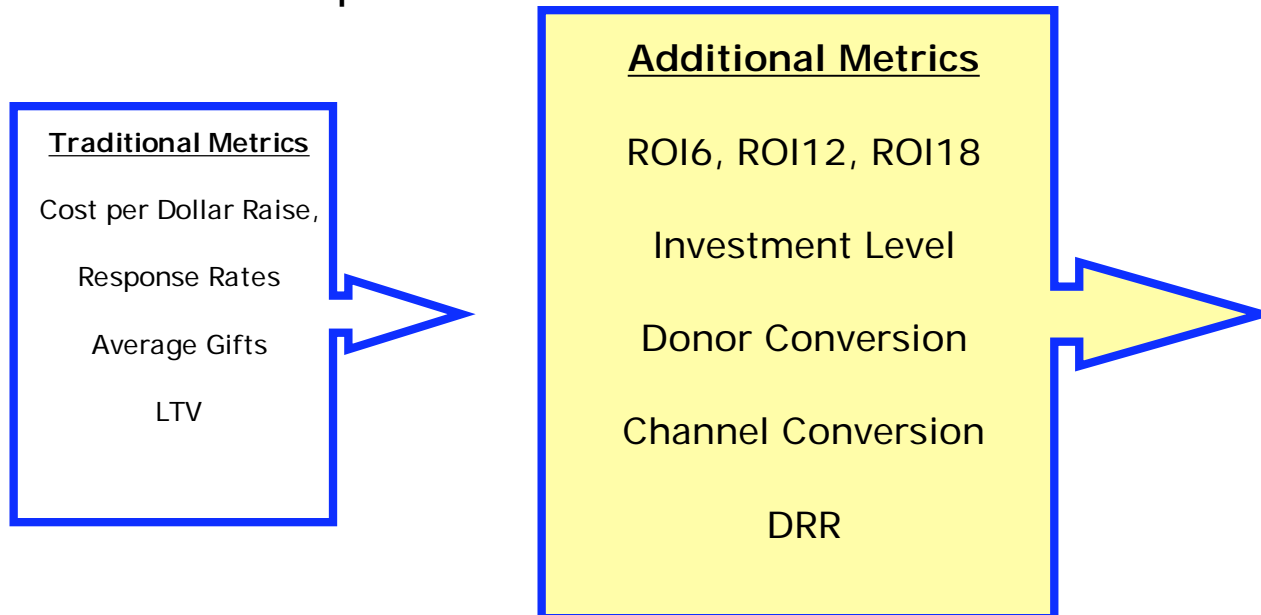 Traditional Metrics
Cost per Dollar Raise,
Response Rates
Average Gifts
LTV
Additional Metrics
ROI6, ROI12, ROI18
Investment Level
Donor Conversion
Channel Conversion
DRR